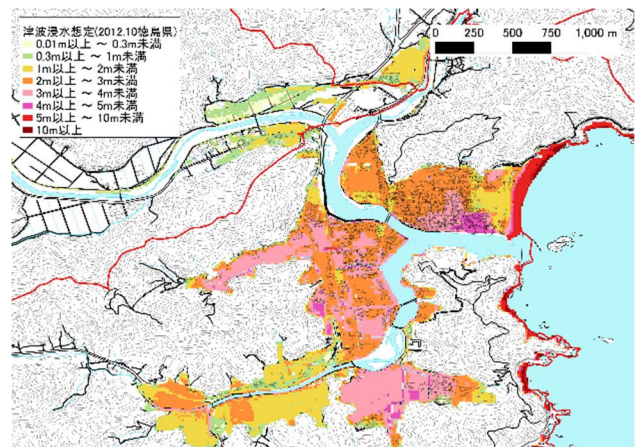 津波浸水想定(2012.10徳島県)
0.01m以上 ~ 0.3m未満
0.3m以上 ~ 1m未満
1m以上 ~ 2m未満
2m以上 ~ 3m未満
3m以上 ~ 4m未満
4m以上 ~ 5m未満
5m以上 ~ 10m未満
10m以上
0 250 500 750 1,000 m